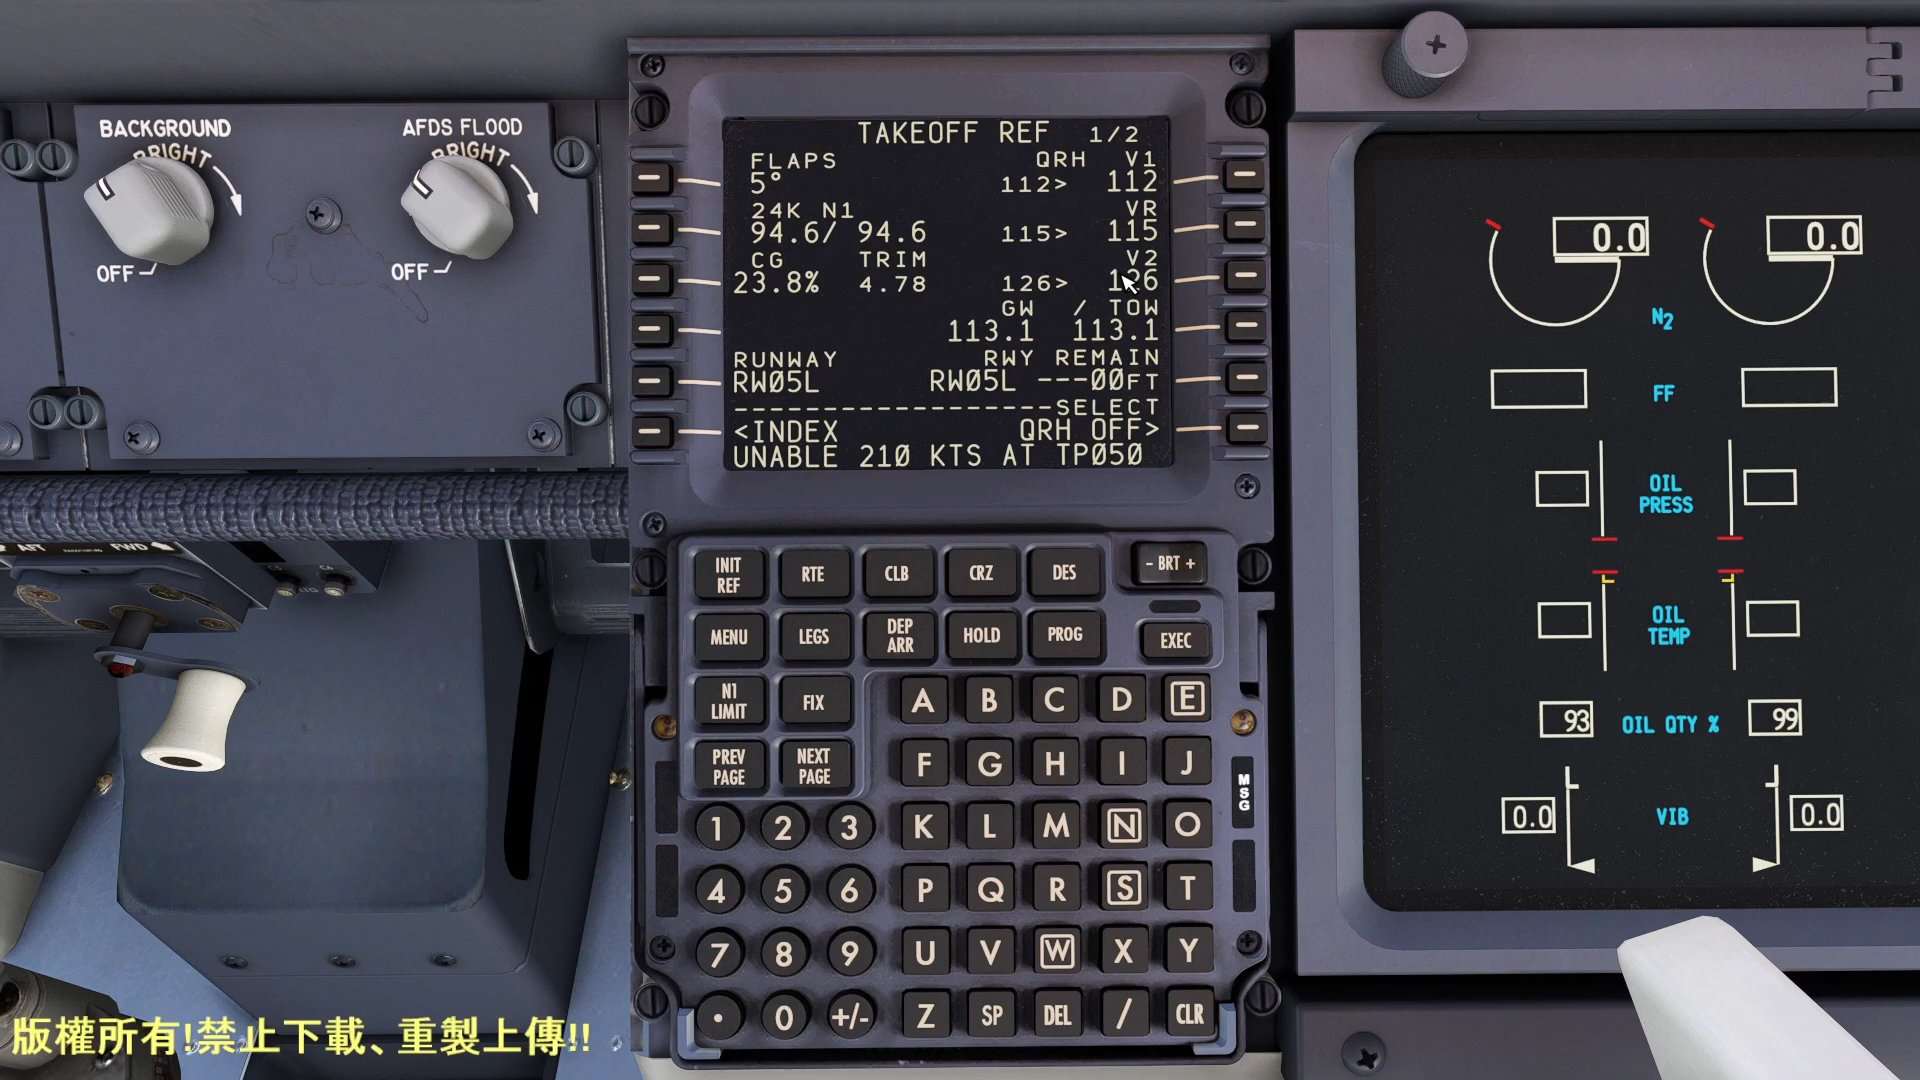 BACKGROUND
BRIGHT
OFF
AFDS FLOOD
BRIGHT
OFF
TAKEOFF REF 1/2
FLAPS QRH V1
5° 112> 112
24K N1 VR
94.6/ 94.6 115> 115
CG TRIM V2
23.8% 4.78 126> 126
GW / TOW
113.1 113.1
RUNWAY RWY REMAIN
RW05L RW05L ---00FT
------------------SELECT
<INDEX QRH OFF>
UNABLE 210 KTS AT TP050
AFT FWD
INIT REF RTE CLB CRZ DES - BRT +
MENU LEGS DEP ARR HOLD PROG EXEC
N1 LIMIT FIX A B C D E
PREV PAGE NEXT PAGE F G H I J
MSG
1 2 3 K L M N O
4 5 6 P Q R S T
7 8 9 U V W X Y
. 0 +/- Z SP DEL / CLR
0.0 0.0
N2
FF
OIL PRESS
OIL TEMP
93 OIL QTY % 99
0.0 VIB 0.0
版權所有!禁止下載、重製上傳!!